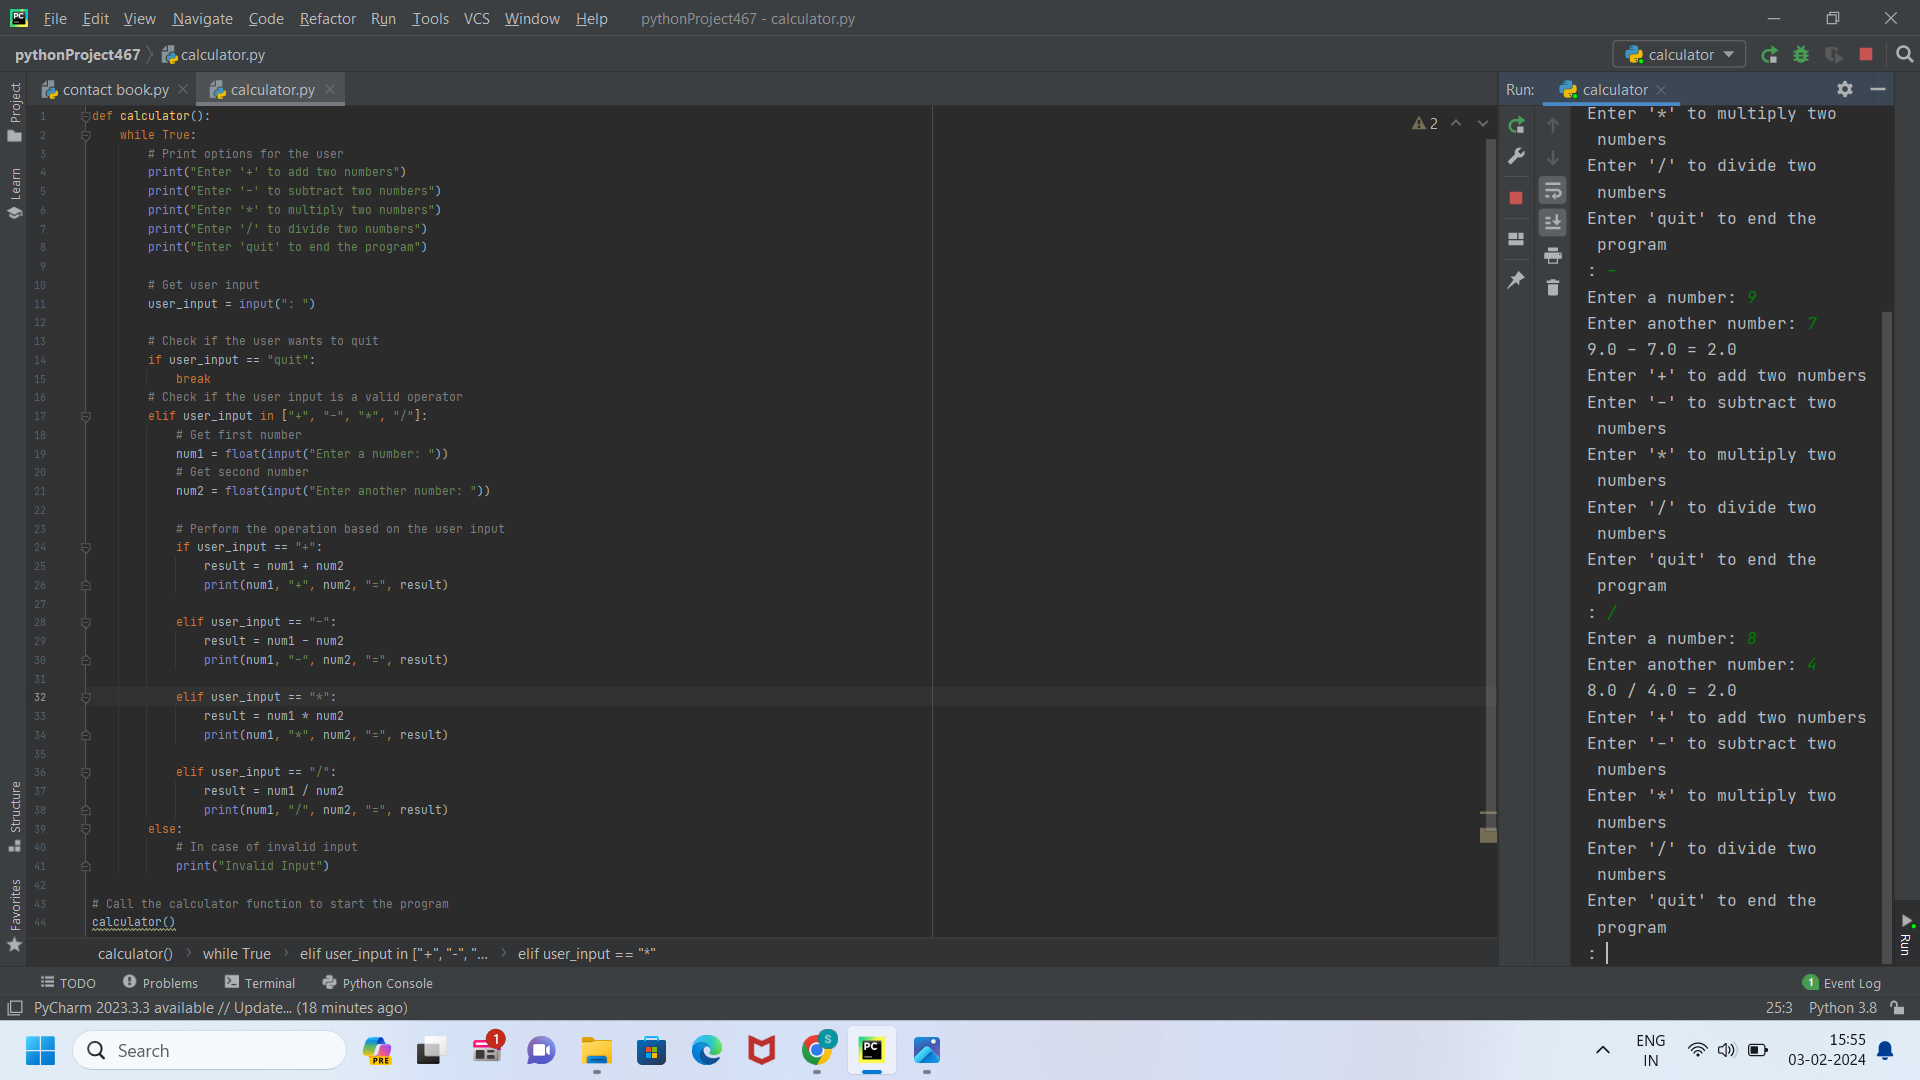 File Edit View Navigate Code Refactor Run Tools VCS Window Help pythonProject467 - calculator.py
pythonProject467 calculator.py calculator
contact book.py calculator.py
Project
Learn
Structure
Favorites
1 def calculator():
2 while True:
3 # Print options for the user
4 print("Enter '+' to add two numbers")
5 print("Enter '-' to subtract two numbers")
6 print("Enter '*' to multiply two numbers")
7 print("Enter '/' to divide two numbers")
8 print("Enter 'quit' to end the program")
9
10 # Get user input
11 user_input = input(": ")
12
13 # Check if the user wants to quit
14 if user_input == "quit":
15 break
16 # Check if the user input is a valid operator
17 elif user_input in ["+", "-", "*", "/"]:
18 # Get first number
19 num1 = float(input("Enter a number: "))
20 # Get second number
21 num2 = float(input("Enter another number: "))
22
23 # Perform the operation based on the user input
24 if user_input == "+":
25 result = num1 + num2
26 print(num1, "+", num2, "=", result)
27
28 elif user_input == "-":
29 result = num1 - num2
30 print(num1, "-", num2, "=", result)
31
32 elif user_input == "*":
33 result = num1 * num2
34 print(num1, "*", num2, "=", result)
35
36 elif user_input == "/":
37 result = num1 / num2
38 print(num1, "/", num2, "=", result)
39 else:
40 # In case of invalid input
41 print("Invalid Input")
42
43 # Call the calculator function to start the program
44 calculator()
2
Run: calculator
Enter '*' to multiply two
numbers
Enter '/' to divide two
numbers
Enter 'quit' to end the
program
: -
Enter a number: 9
Enter another number: 7
9.0 - 7.0 = 2.0
Enter '+' to add two numbers
Enter '-' to subtract two
numbers
Enter '*' to multiply two
numbers
Enter '/' to divide two
numbers
Enter 'quit' to end the
program
: /
Enter a number: 8
Enter another number: 4
8.0 / 4.0 = 2.0
Enter '+' to add two numbers
Enter '-' to subtract two
numbers
Enter '*' to multiply two
numbers
Enter '/' to divide two
numbers
Enter 'quit' to end the
program
:
Run
calculator() while True elif user_input in ["+","-","... elif user_input == "*"
TODO Problems Terminal Python Console 1 Event Log
PyCharm 2023.3.3 available // Update... (18 minutes ago) 25:3 Python 3.8
Search PRE 1 S PC ENG 15:55
IN 03-02-2024